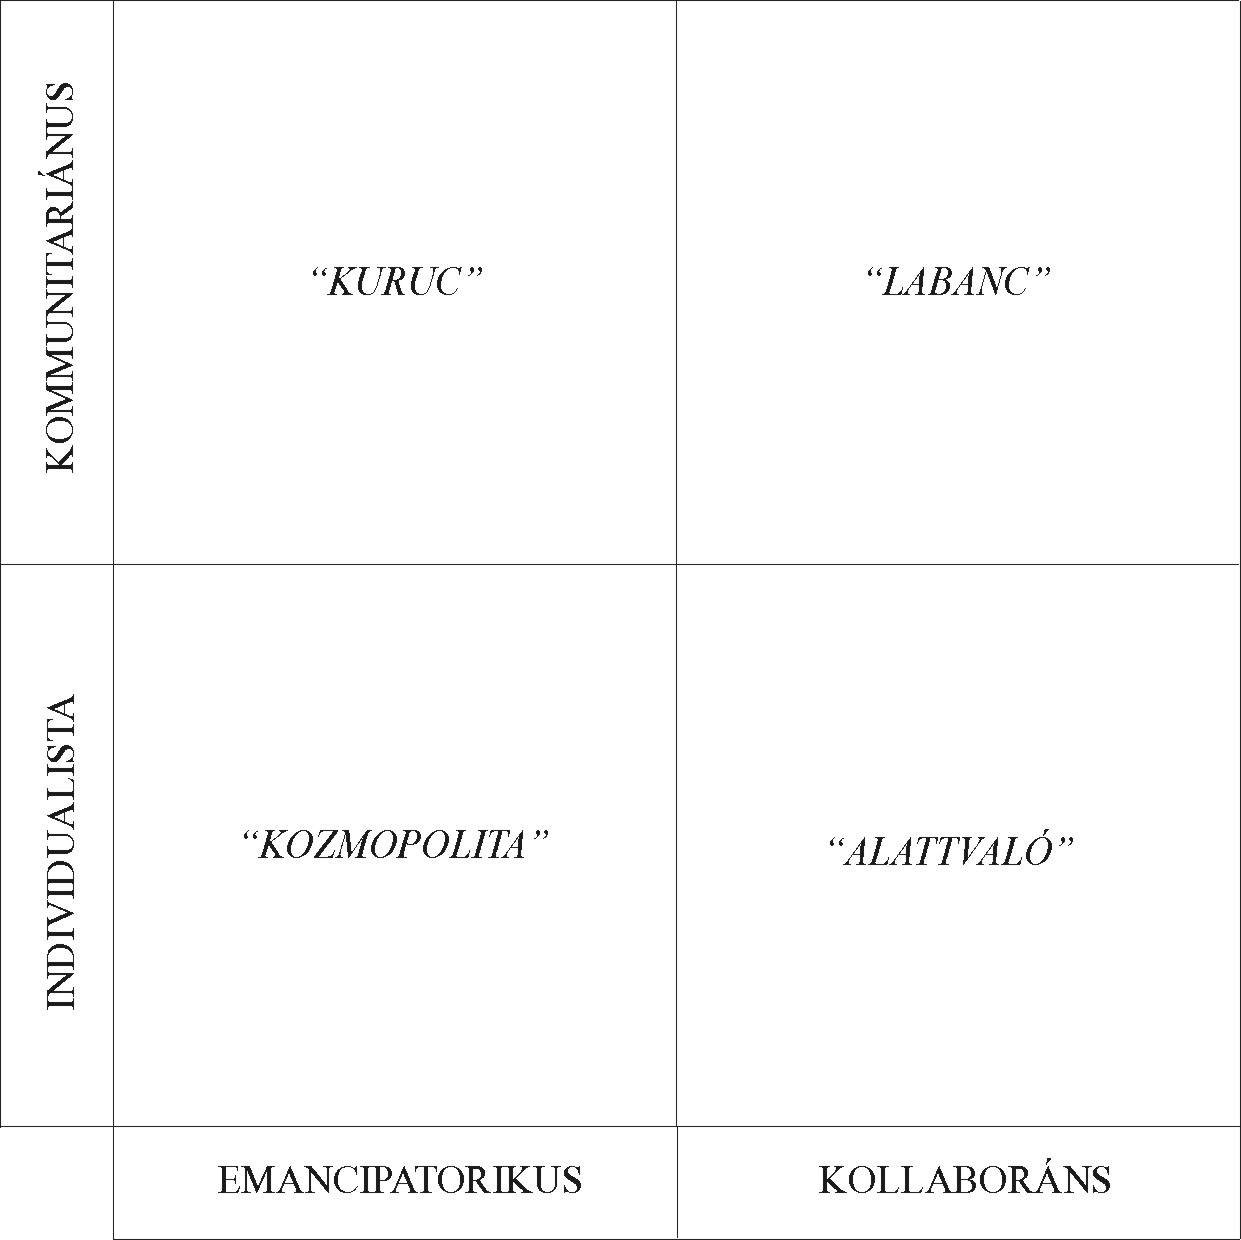 KOMMUNITARIÁNUS
“KURUC”
“LABANC”
INDIVIDUALISTA
“KOZMOPOLITA”
“ALATTVALÓ”
EMANCIPATORIKUS
KOLLABORÁNS